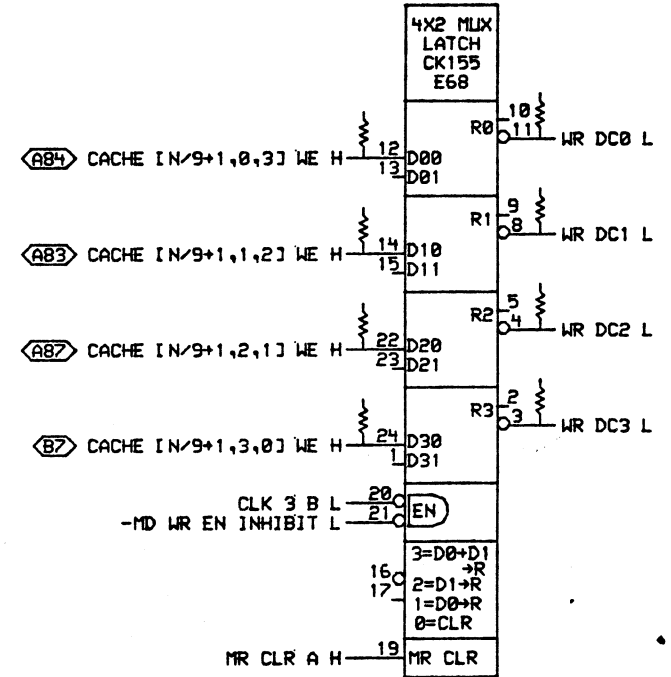 4X2 MUX
LATCH
CK155
E68
10
R0 11 WR DC0 L
A84 CACHE [N/9+1,0,3] WE H 12 D00
13 D01
9
R1 8 WR DC1 L
A83 CACHE [N/9+1,1,2] WE H 14 D10
15 D11
5
R2 4 WR DC2 L
A87 CACHE [N/9+1,2,1] WE H 22 D20
23 D21
2
R3 3 WR DC3 L
B7 CACHE [N/9+1,3,0] WE H 24 D30
1 D31
CLK 3 B L 20
-MD WR EN INHIBIT L 21 EN
3=D0+D1
→R
16 2=D1→R
17 1=D0→R
0=CLR
MR CLR A H 19 MR CLR